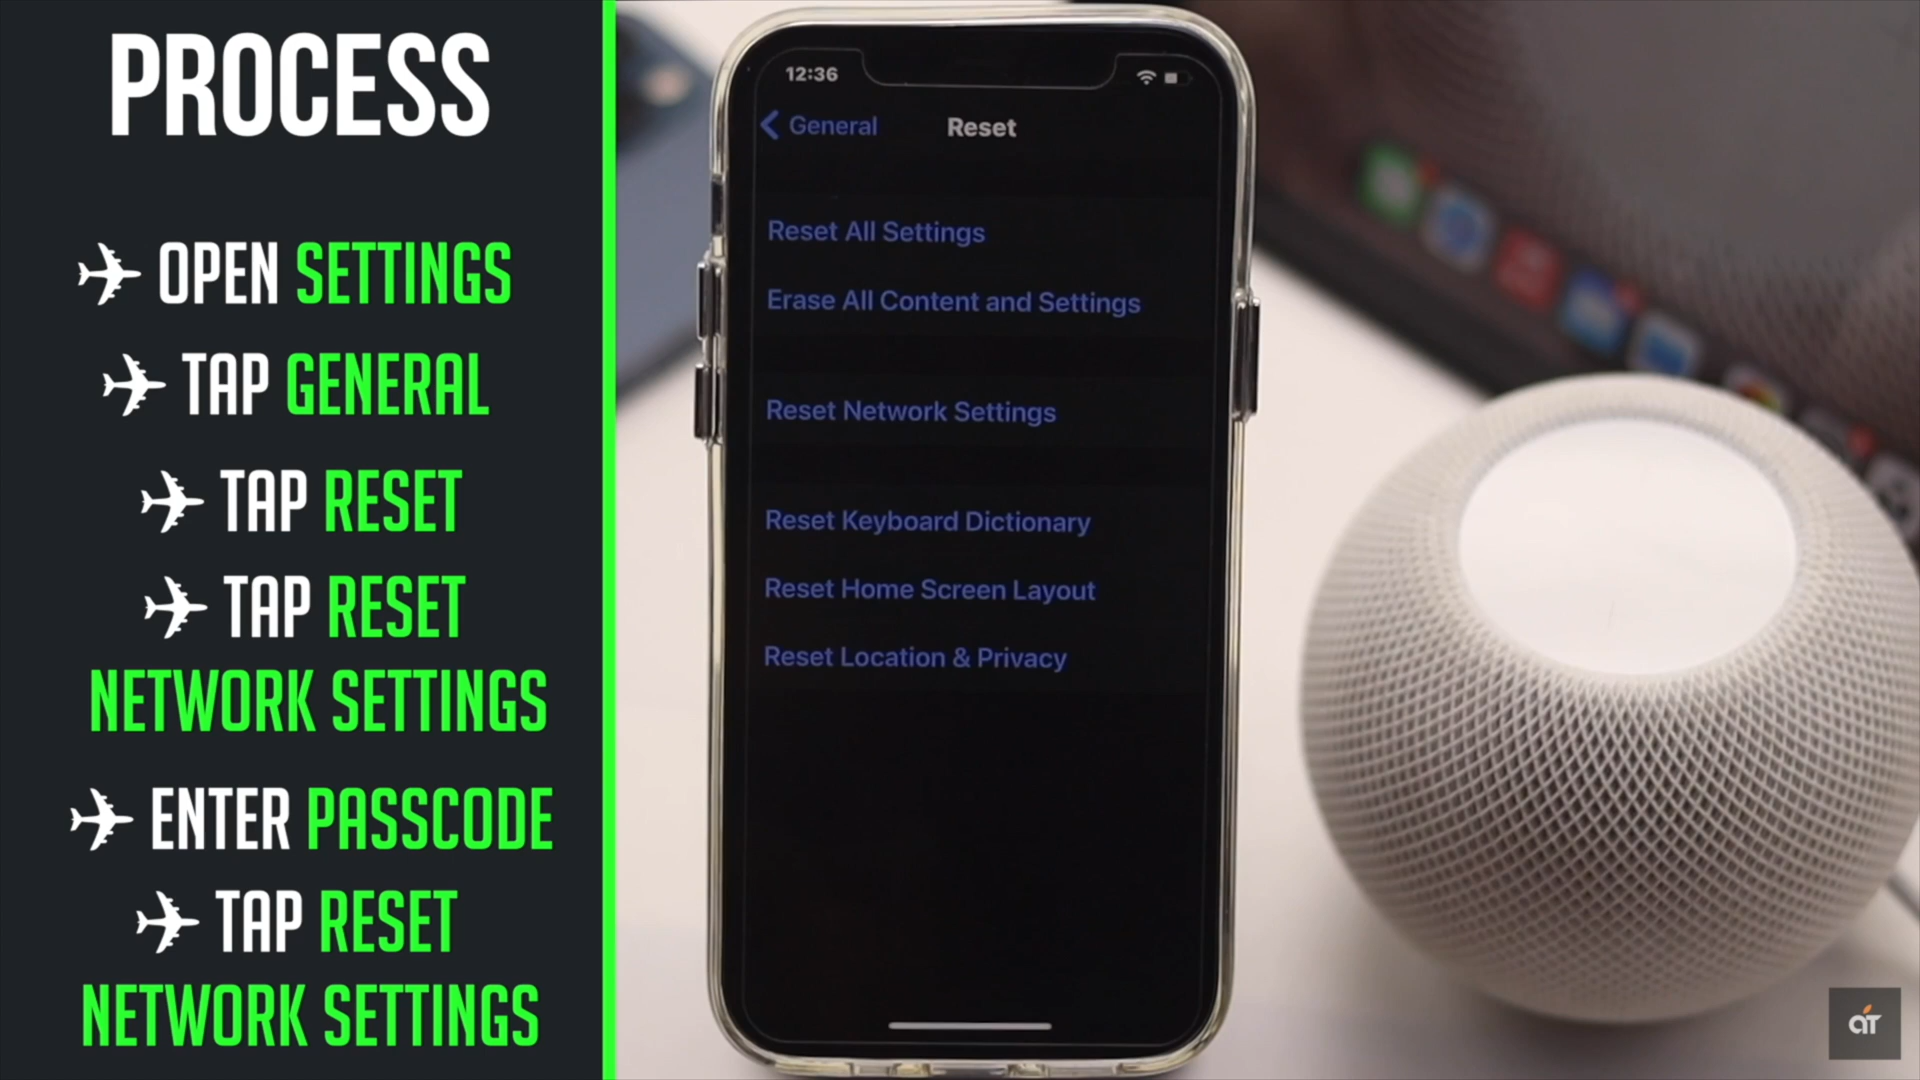 PROCESS
OPEN SETTINGS
TAP GENERAL
TAP RESET
TAP RESET
NETWORK SETTINGS
ENTER PASSCODE
TAP RESET
NETWORK SETTINGS
12:36
General
Reset
Reset All Settings
Erase All Content and Settings
Reset Network Settings
Reset Keyboard Dictionary
Reset Home Screen Layout
Reset Location & Privacy
aT